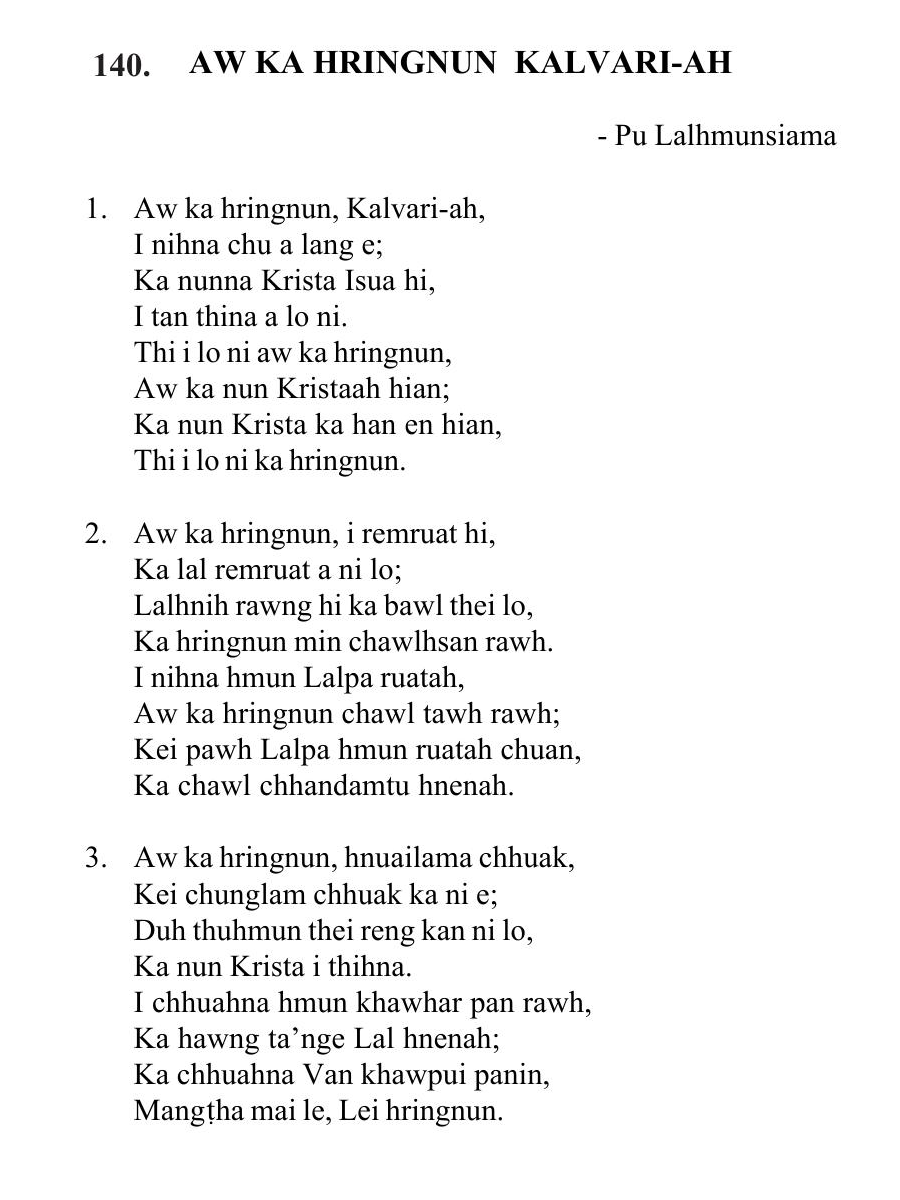 140. AW KA HRINGNUN KALVARI-AH
- Pu Lalhmunsiama
1. Aw ka hringnun, Kalvari-ah,
I nihna chu a lang e;
Ka nunna Krista Isua hi,
I tan thina a lo ni.
Thi i lo ni aw ka hringnun,
Aw ka nun Kristaah hian;
Ka nun Krista ka han en hian,
Thi i lo ni ka hringnun.
2. Aw ka hringnun, i remruat hi,
Ka lal remruat a ni lo;
Lalhnih rawng hi ka bawl thei lo,
Ka hringnun min chawlhsan rawh.
I nihna hmun Lalpa ruatah,
Aw ka hringnun chawl tawh rawh;
Kei pawh Lalpa hmun ruatah chuan,
Ka chawl chhandamtu hnenah.
3. Aw ka hringnun, hnuailama chhuak,
Kei chunglam chhuak ka ni e;
Duh thuhmun thei reng kan ni lo,
Ka nun Krista i thihna.
I chhuahna hmun khawhar pan rawh,
Ka hawng ta’nge Lal hnenah;
Ka chhuahna Van khawpui panin,
Mangṭha mai le, Lei hringnun.